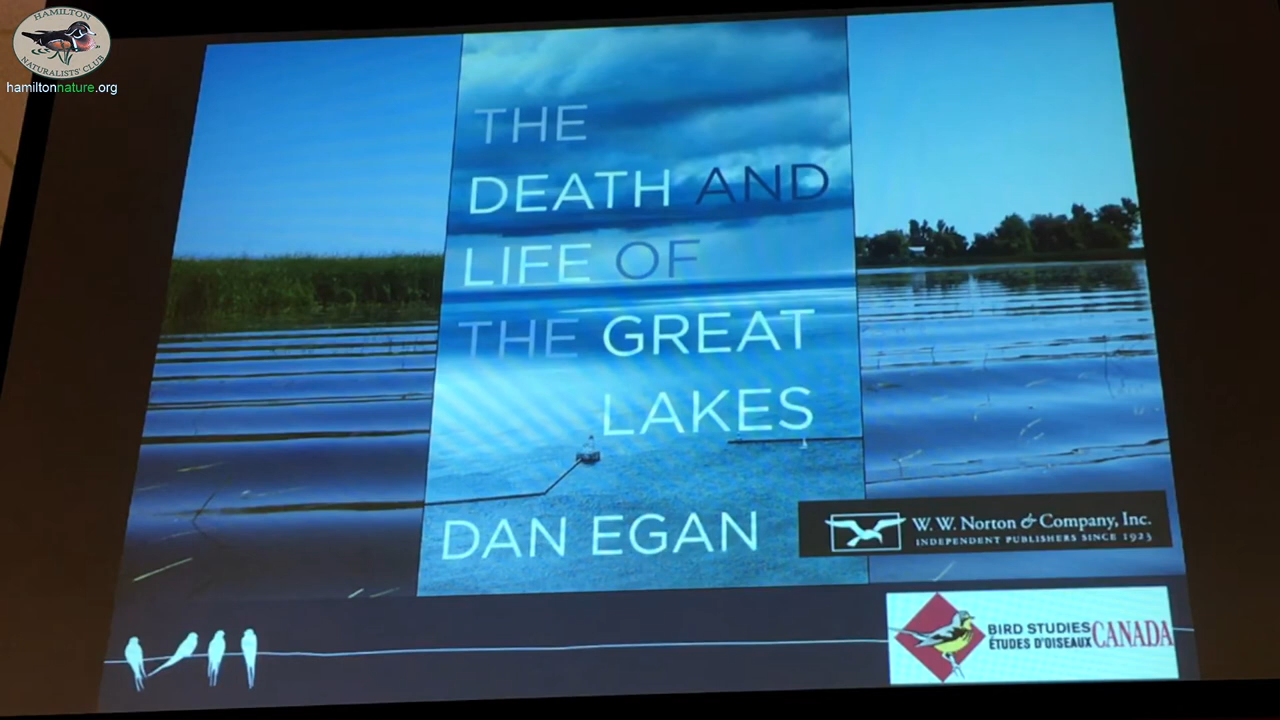 HAMILTON
NATURALISTS' CLUB
hamiltonnature.org
THE
DEATH AND
LIFE OF
THE GREAT
LAKES
DAN EGAN
W. W. Norton & Company, Inc.
INDEPENDENT PUBLISHERS SINCE 1923
BIRD STUDIES
ÉTUDES D'OISEAUX
CANADA